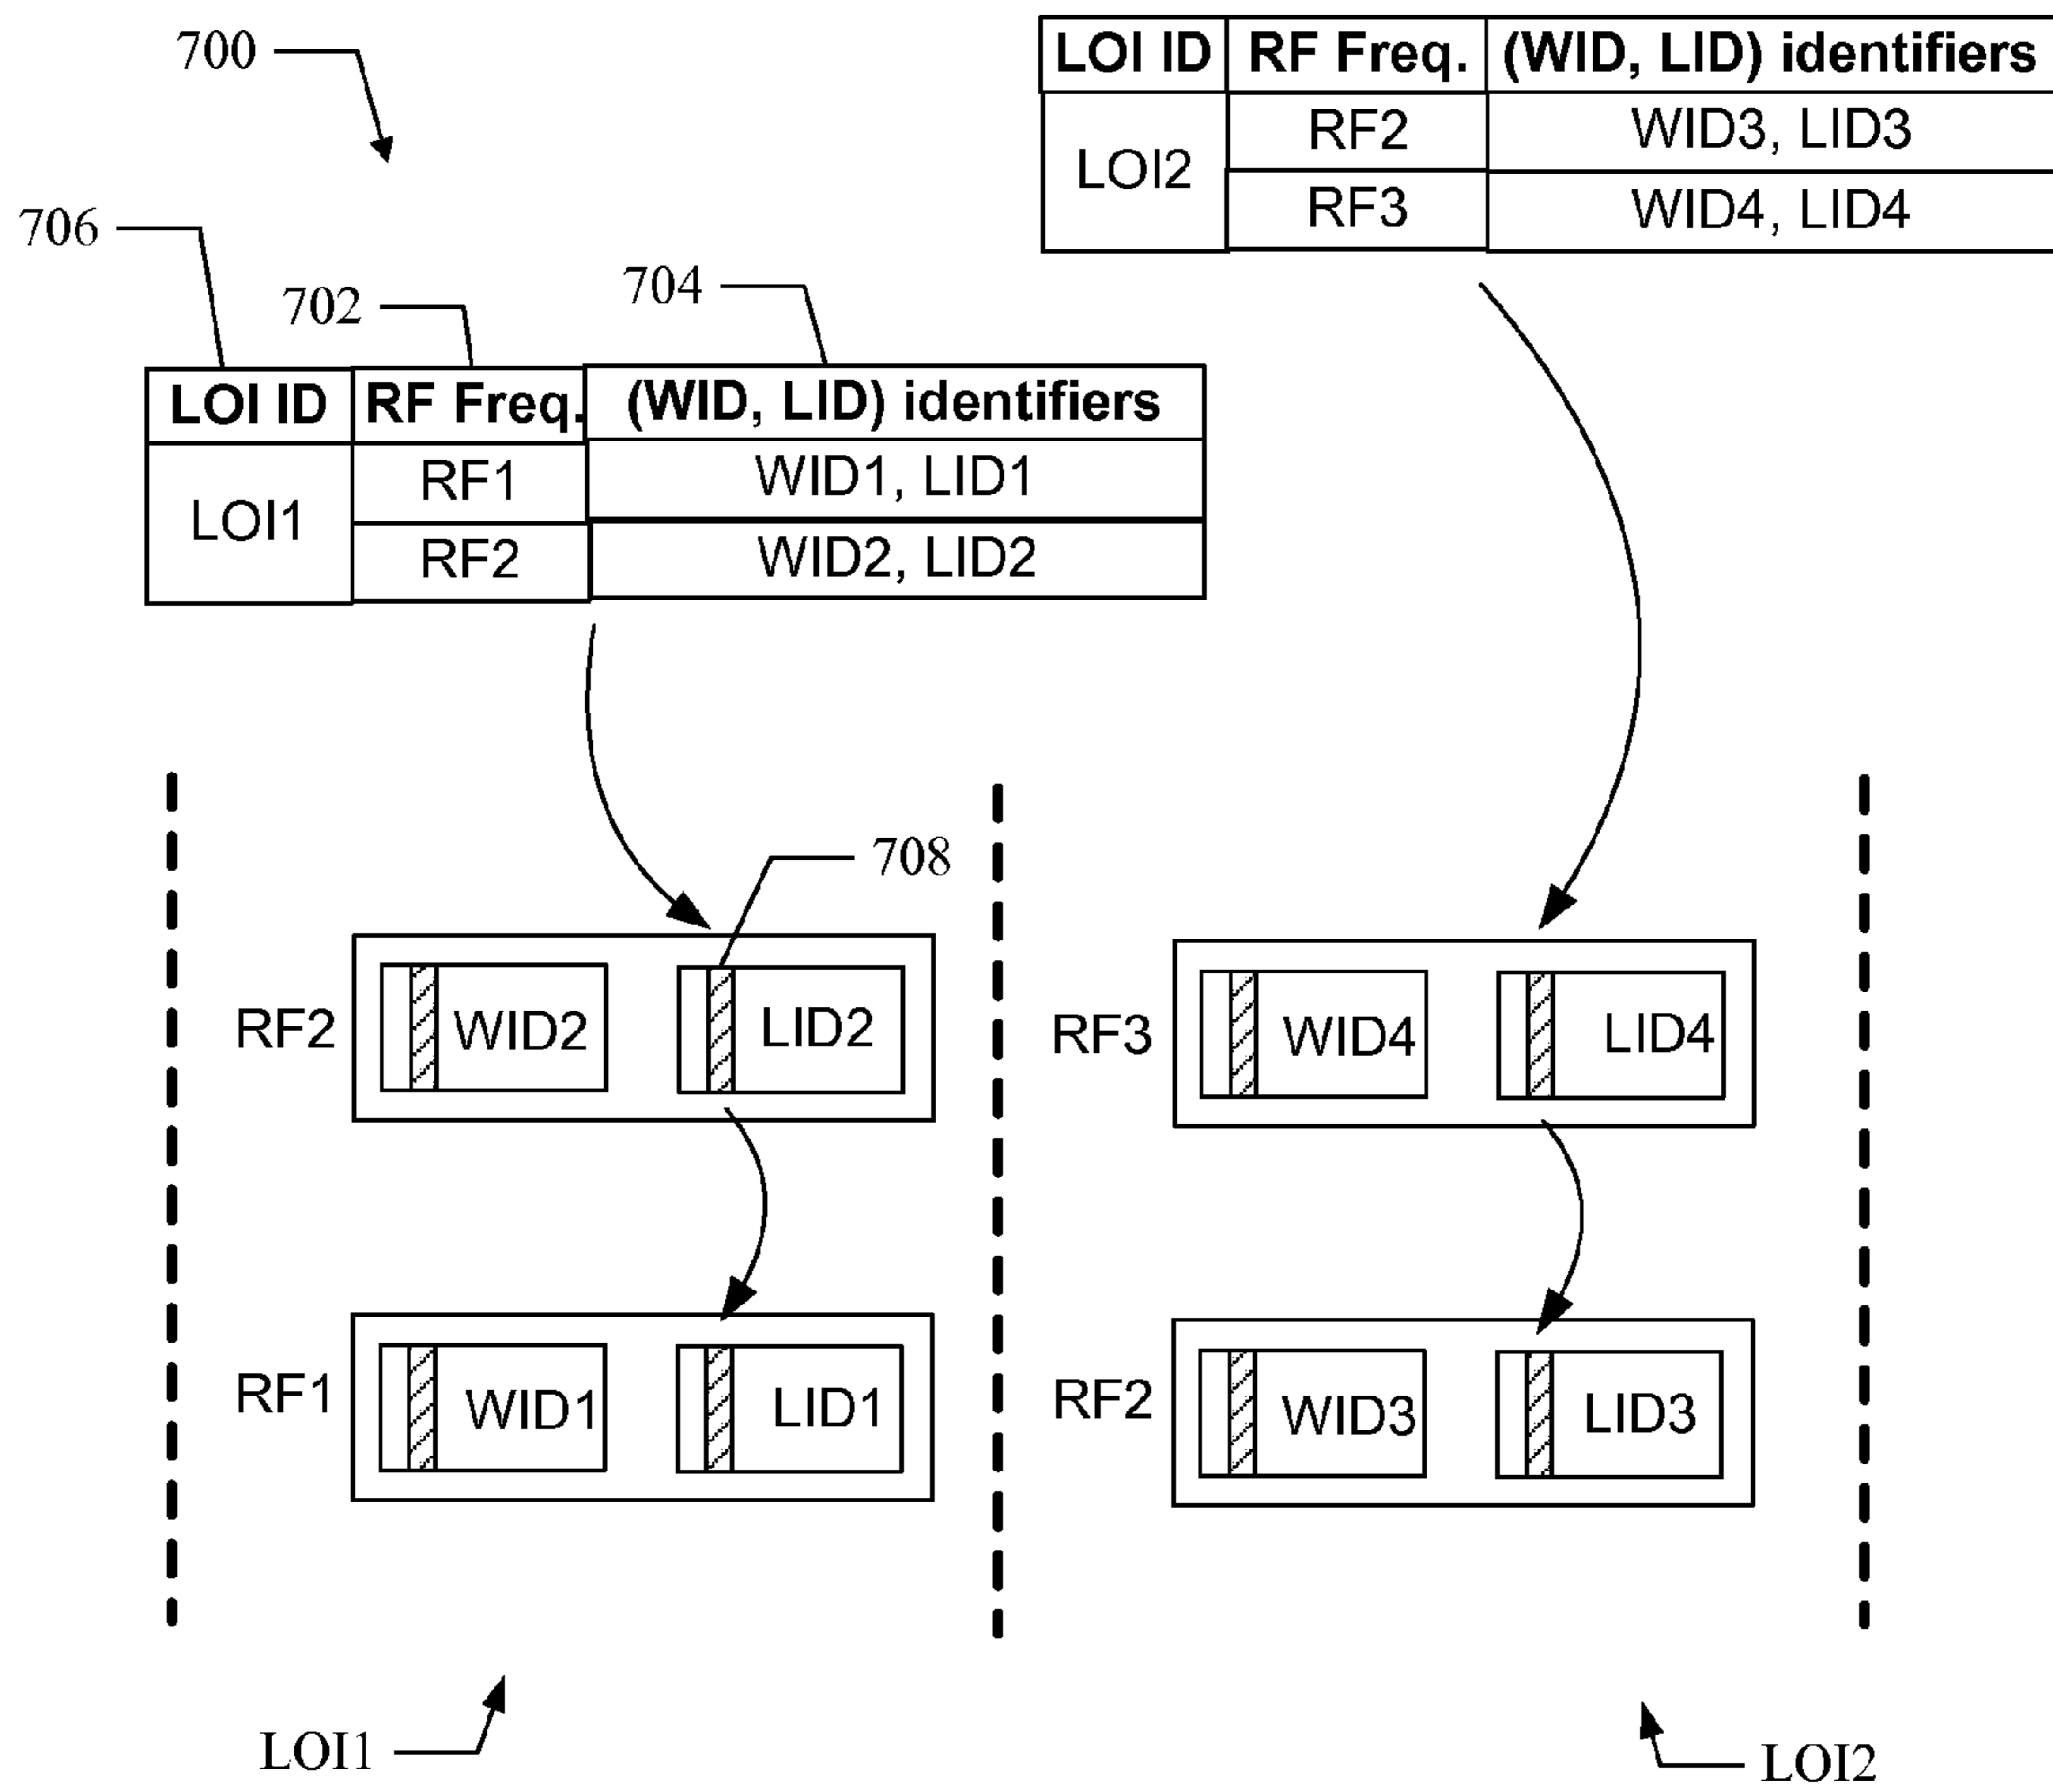 700
LOI ID RF Freq. (WID, LID) identifiers
LOI2 RF2 WID3, LID3
RF3 WID4, LID4
706
702
704
LOI ID RF Freq. (WID, LID) identifiers
LOI1 RF1 WID1, LID1
RF2 WID2, LID2
708
RF2 WID2 LID2
RF3 WID4 LID4
RF1 WID1 LID1
RF2 WID3 LID3
LOI1
LOI2